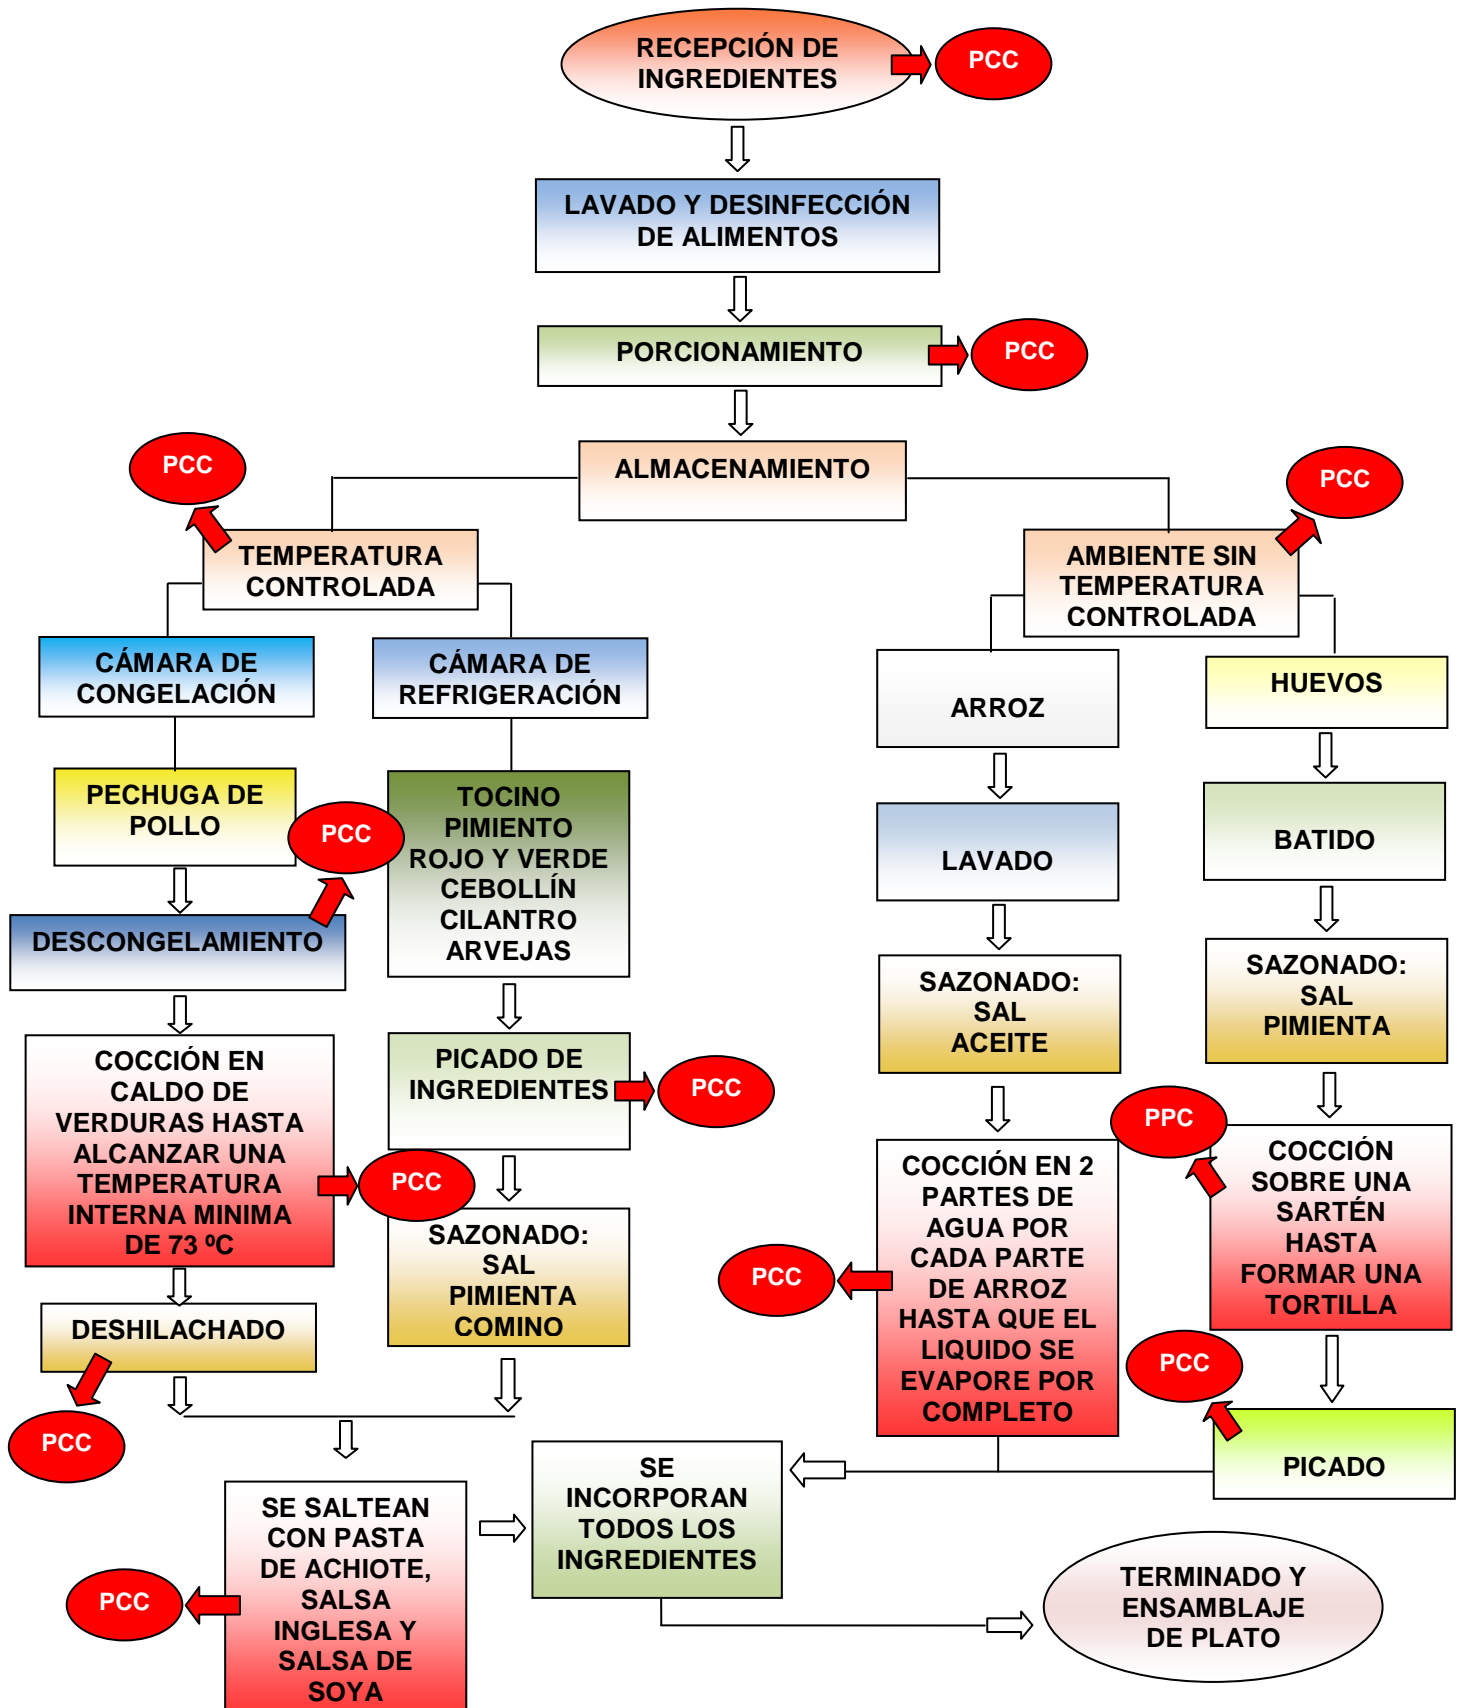 RECEPCIÓN DE
INGREDIENTES
PCC
LAVADO Y DESINFECCIÓN
DE ALIMENTOS
PORCIONAMIENTO
PCC
ALMACENAMIENTO
PCC
PCC
TEMPERATURA
CONTROLADA
AMBIENTE SIN
TEMPERATURA
CONTROLADA
CÁMARA DE
CONGELACIÓN
CÁMARA DE
REFRIGERACIÓN
ARROZ
HUEVOS
PECHUGA DE
POLLO
PCC
TOCINO
PIMIENTO
ROJO Y VERDE
CEBOLLÍN
CILANTRO
ARVEJAS
LAVADO
BATIDO
DESCONGELAMIENTO
SAZONADO:
SAL
ACEITE
SAZONADO:
SAL
PIMIENTA
COCCIÓN EN
CALDO DE
VERDURAS HASTA
ALCANZAR UNA
TEMPERATURA
INTERNA MINIMA
DE 73 ºC
PCC
PICADO DE
INGREDIENTES
PCC
SAZONADO:
SAL
PIMIENTA
COMINO
COCCIÓN EN 2
PARTES DE
AGUA POR
CADA PARTE
DE ARROZ
HASTA QUE EL
LIQUIDO SE
EVAPORE POR
COMPLETO
PCC
PPC
COCCIÓN
SOBRE UNA
SARTÉN
HASTA
FORMAR UNA
TORTILLA
DESHILACHADO
PCC
PCC
PICADO
SE SALTEAN
CON PASTA
DE ACHIOTE,
SALSA
INGLESA Y
SALSA DE
SOYA
PCC
SE
INCORPORAN
TODOS LOS
INGREDIENTES
TERMINADO Y
ENSAMBLAJE
DE PLATO